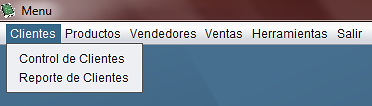 Menu
Clientes Productos Vendedores Ventas Herramientas Salir
Control de Clientes
Reporte de Clientes